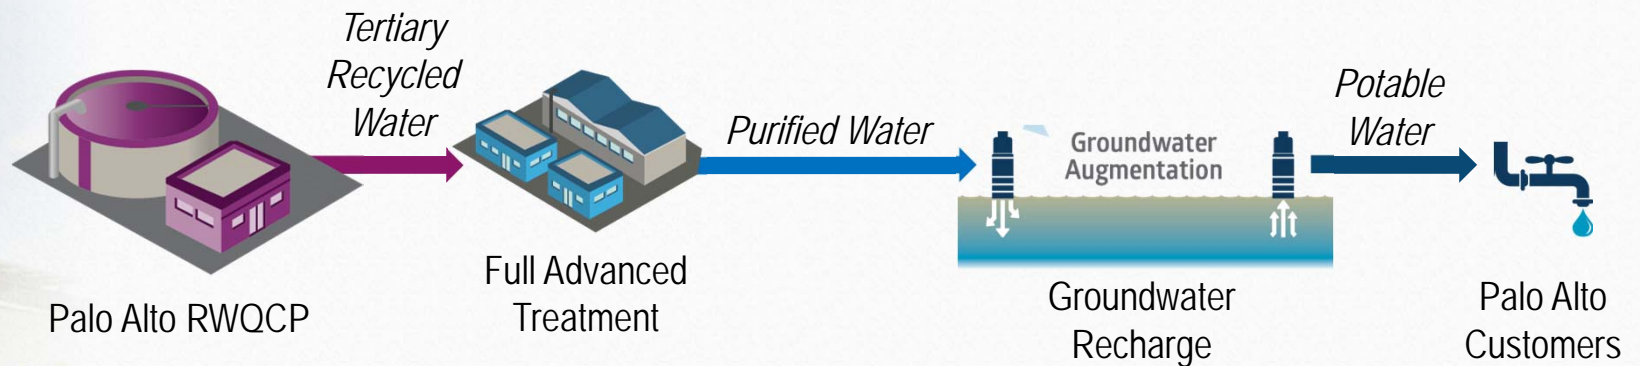 Tertiary
Recycled
Water
Purified Water
Potable
Water
Groundwater
Augmentation
Palo Alto RWQCP
Full Advanced
Treatment
Groundwater
Recharge
Palo Alto
Customers